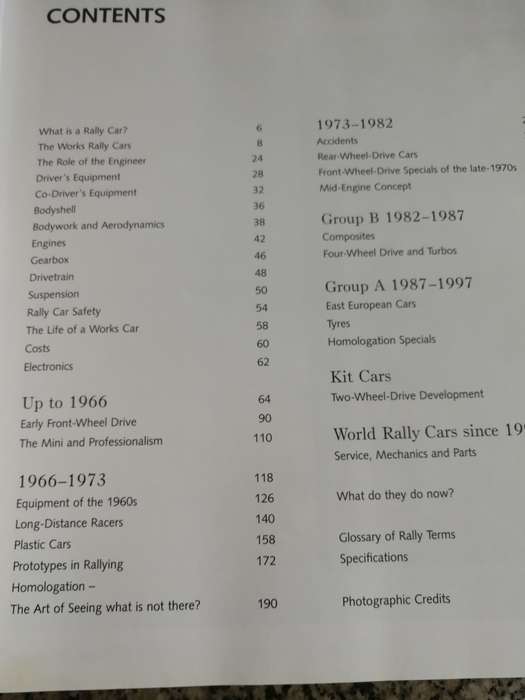 CONTENTS
What is a Rally Car? 6
The Works Rally Cars 8
The Role of the Engineer 24
Driver's Equipment 28
Co-Driver's Equipment 32
Bodyshell 36
Bodywork and Aerodynamics 38
Engines 42
Gearbox 46
Drivetrain 48
Suspension 50
Rally Car Safety 54
The Life of a Works Car 58
Costs 60
Electronics 62
Up to 1966 64
Early Front-Wheel Drive 90
The Mini and Professionalism 110
1966–1973 118
Equipment of the 1960s 126
Long-Distance Racers 140
Plastic Cars 158
Prototypes in Rallying 172
Homologation –
The Art of Seeing what is not there? 190
1973–1982
Accidents
Rear-Wheel-Drive Cars
Front-Wheel-Drive Specials of the late-1970s
Mid-Engine Concept
Group B 1982–1987
Composites
Four-Wheel Drive and Turbos
Group A 1987–1997
East European Cars
Tyres
Homologation Specials
Kit Cars
Two-Wheel-Drive Development
World Rally Cars since 19
Service, Mechanics and Parts
What do they do now?
Glossary of Rally Terms
Specifications
Photographic Credits